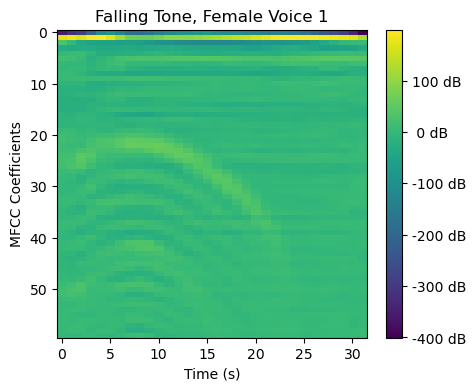 Falling Tone, Female Voice 1
MFCC Coefficients
0
10
20
30
40
50
0 5 10 15 20 25 30
Time (s)
100 dB
0 dB
-100 dB
-200 dB
-300 dB
-400 dB